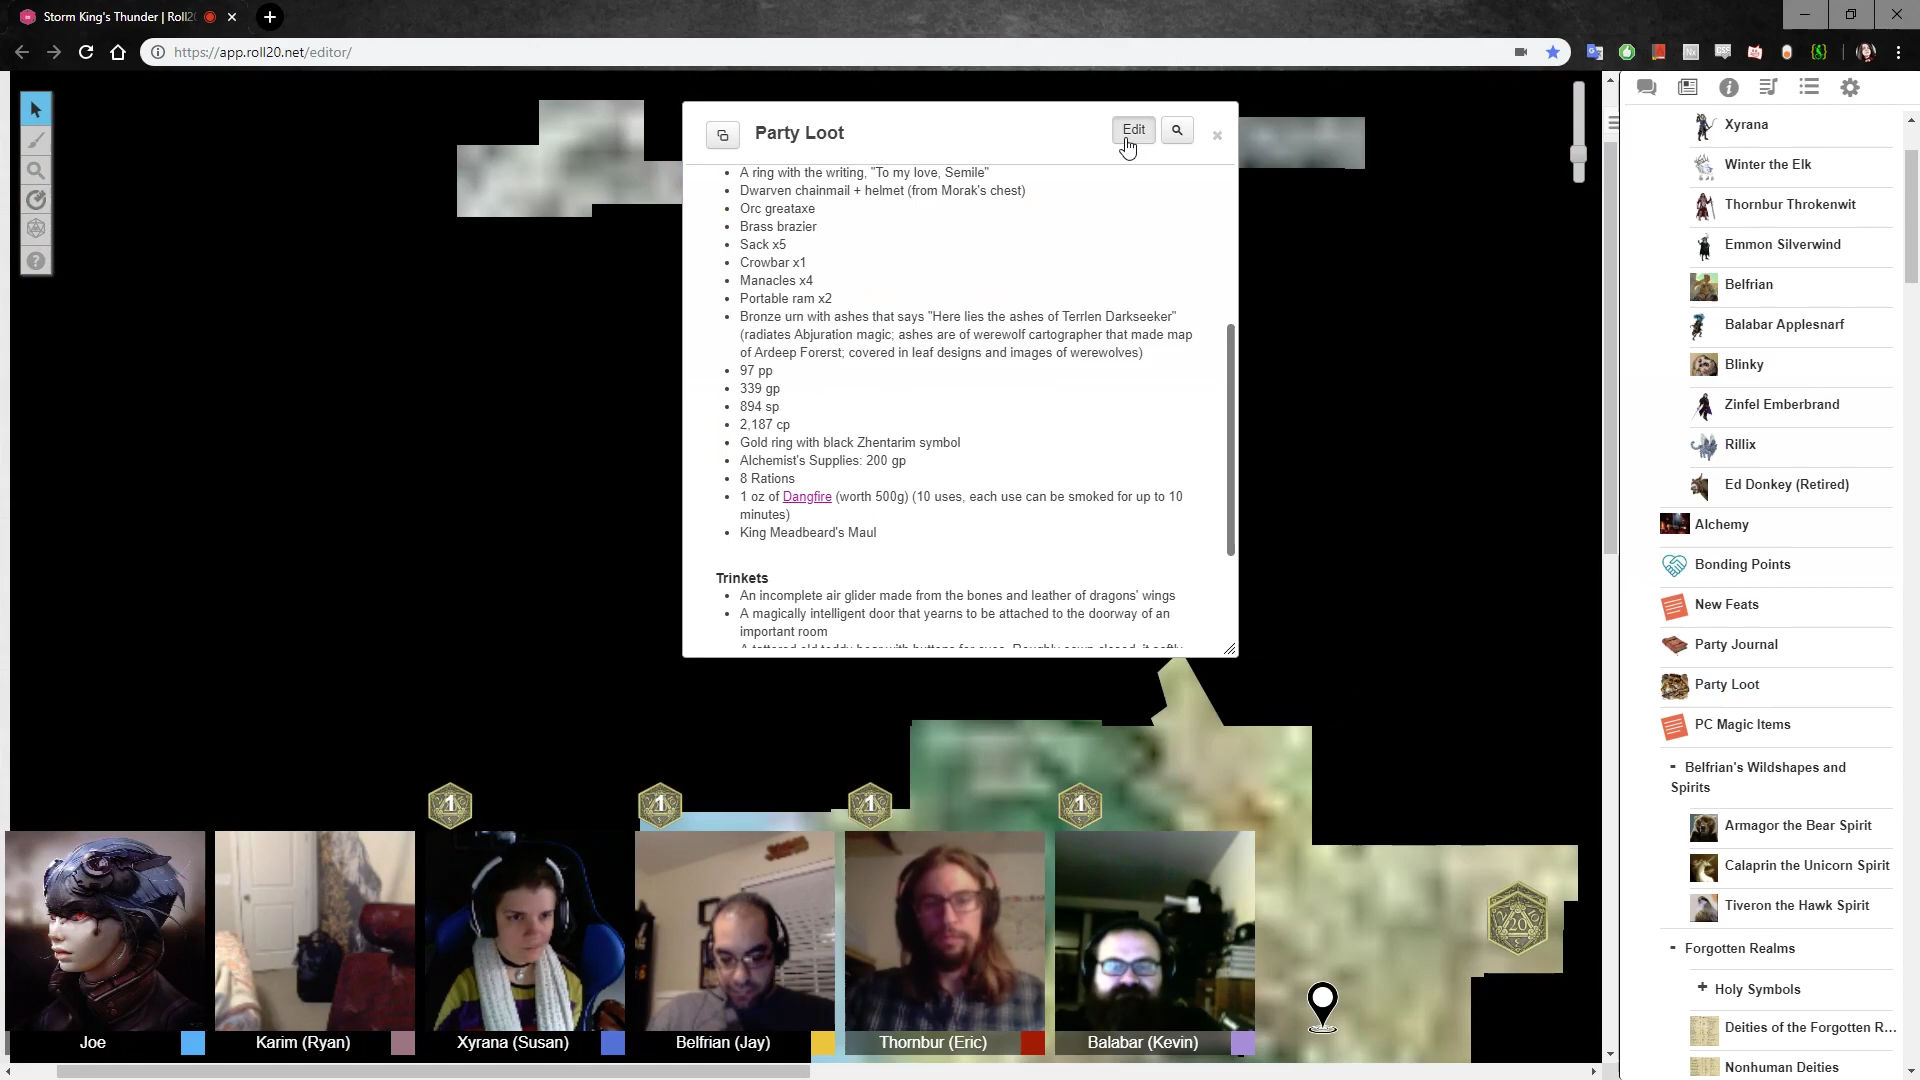 Storm King's Thunder | Roll2
https://app.roll20.net/editor/
Party Loot
Edit
A ring with the writing, "To my love, Semile"
Dwarven chainmail + helmet (from Morak's chest)
Orc greataxe
Brass brazier
Sack x5
Crowbar x1
Manacles x4
Portable ram x2
Bronze urn with ashes that says "Here lies the ashes of Terrlen Darkseeker"
(radiates Abjuration magic; ashes are of werewolf cartographer that made map
of Ardeep Forerst; covered in leaf designs and images of werewolves)
97 pp
339 gp
894 sp
2,187 cp
Gold ring with black Zhentarim symbol
Alchemist's Supplies: 200 gp
8 Rations
1 oz of Dangfire (worth 500g) (10 uses, each use can be smoked for up to 10
minutes)
King Meadbeard's Maul
Trinkets
An incomplete air glider made from the bones and leather of dragons' wings
A magically intelligent door that yearns to be attached to the doorway of an
important room
Xyrana
Winter the Elk
Thornbur Throkenwit
Emmon Silverwind
Belfrian
Balabar Applesnarf
Blinky
Zinfel Emberbrand
Rillix
Ed Donkey (Retired)
Alchemy
Bonding Points
New Feats
Party Journal
Party Loot
PC Magic Items
- Belfrian's Wildshapes and
Spirits
Armagor the Bear Spirit
Calaprin the Unicorn Spirit
Tiveron the Hawk Spirit
- Forgotten Realms
+ Holy Symbols
Deities of the Forgotten R...
Nonhuman Deities
1
1
1
1
20
Joe
Karim (Ryan)
Xyrana (Susan)
Belfrian (Jay)
Thornbur (Eric)
Balabar (Kevin)